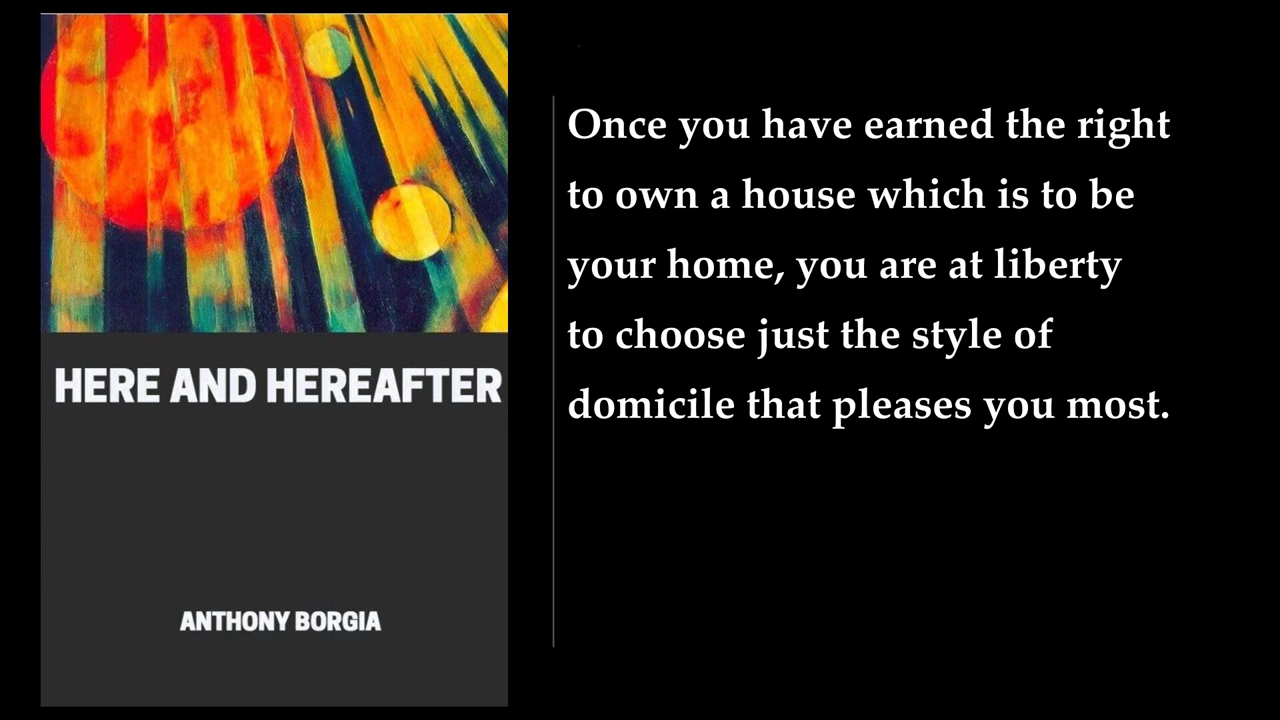 HERE AND HEREAFTER
ANTHONY BORGIA
Once you have earned the right
to own a house which is to be
your home, you are at liberty
to choose just the style of
domicile that pleases you most.